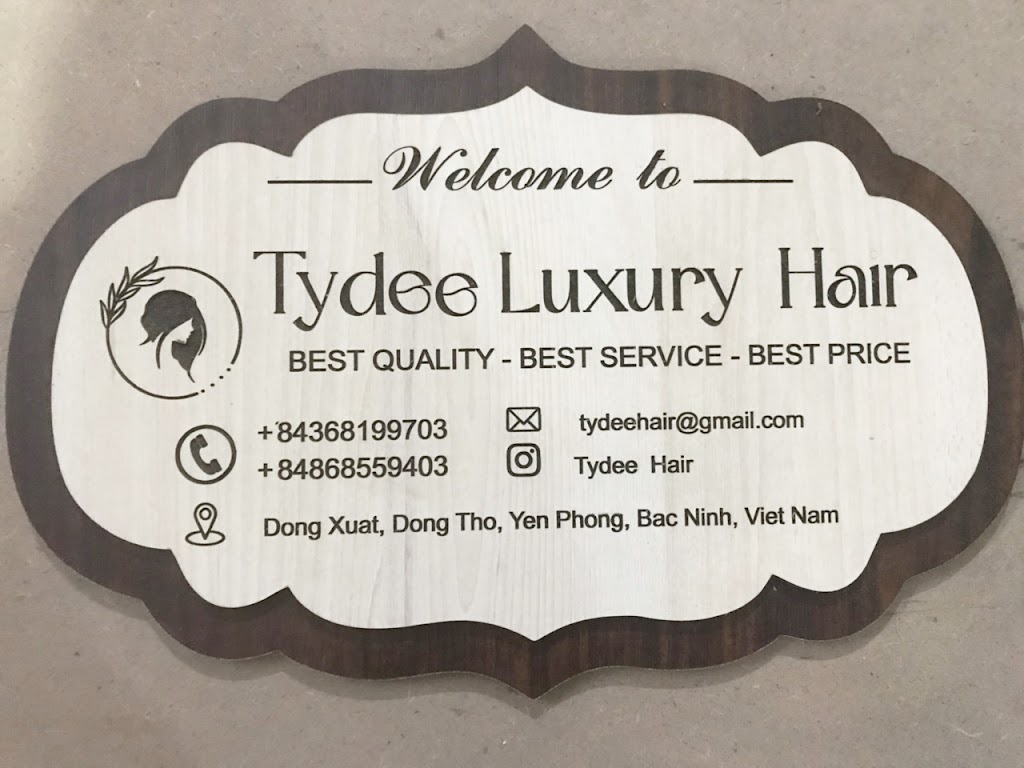 Welcome to
Tydee Luxury Hair
BEST QUALITY - BEST SERVICE - BEST PRICE
+84368199703
+84868559403
tydeehair@gmail.com
Tydee Hair
Dong Xuat, Dong Tho, Yen Phong, Bac Ninh, Viet Nam